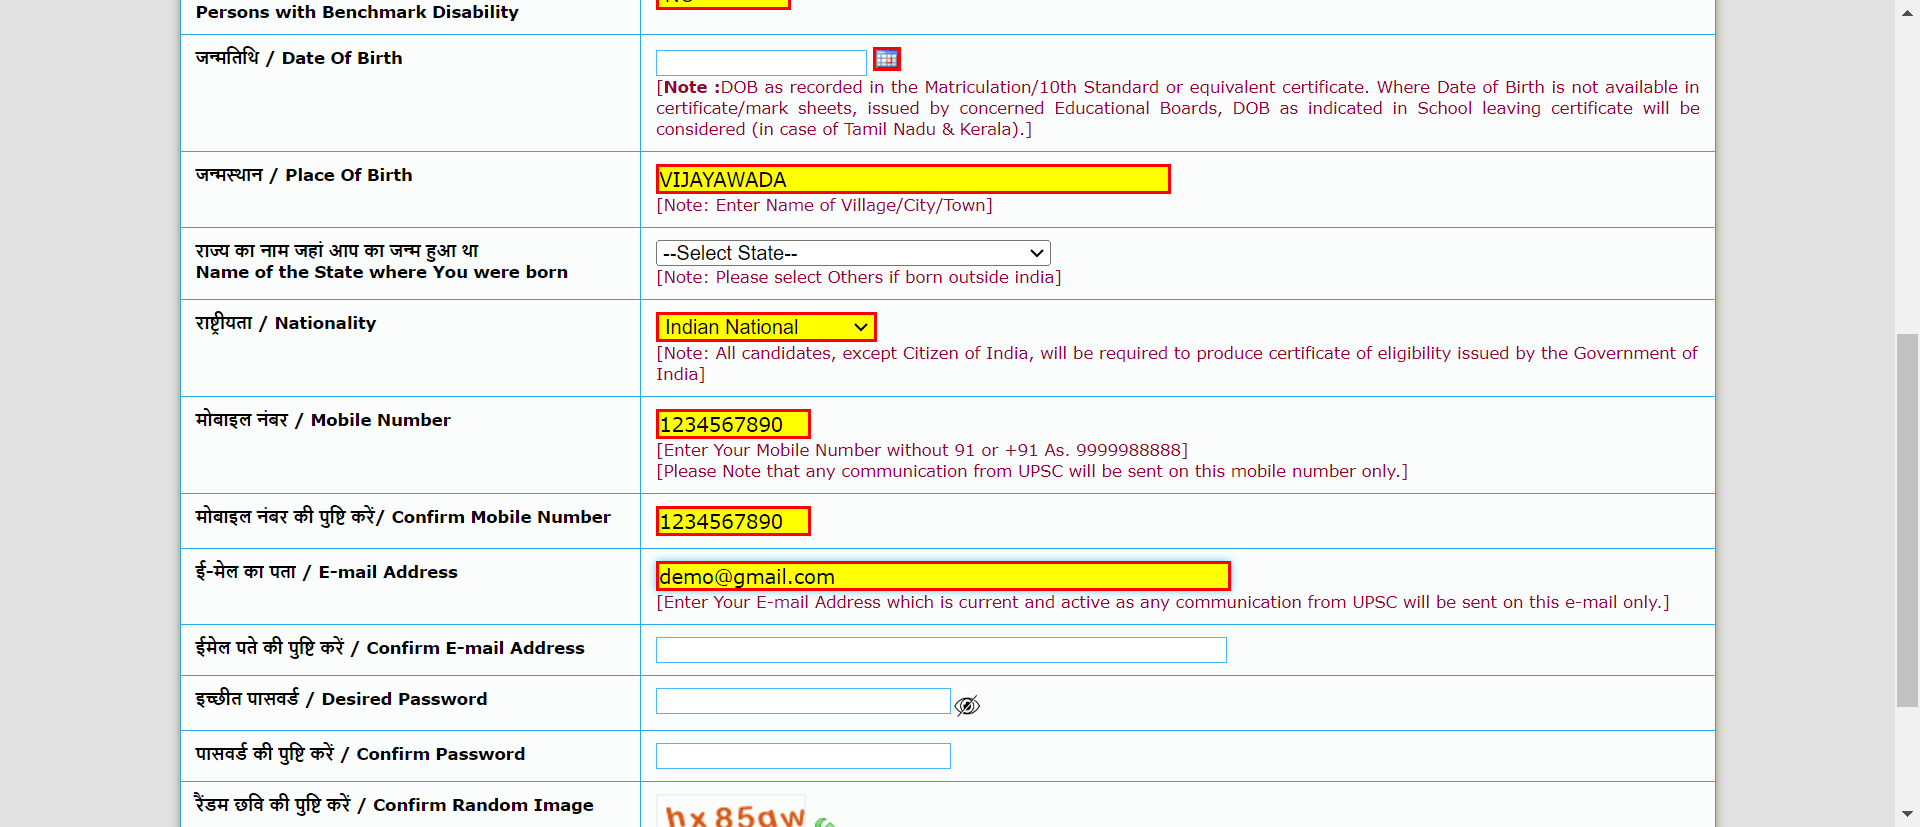 Persons with Benchmark Disability
जन्मतिथि / Date Of Birth
[Note :DOB as recorded in the Matriculation/10th Standard or equivalent certificate. Where Date of Birth is not available in
certificate/mark sheets, issued by concerned Educational Boards, DOB as indicated in School leaving certificate will be
considered (in case of Tamil Nadu & Kerala).]
जन्मस्थान / Place Of Birth
VIJAYAWADA
[Note: Enter Name of Village/City/Town]
राज्य का नाम जहां आप का जन्म हुआ था
Name of the State where You were born
--Select State--
[Note: Please select Others if born outside india]
राष्ट्रीयता / Nationality
Indian National
[Note: All candidates, except Citizen of India, will be required to produce certificate of eligibility issued by the Government of
India]
मोबाइल नंबर / Mobile Number
1234567890
[Enter Your Mobile Number without 91 or +91 As. 9999988888]
[Please Note that any communication from UPSC will be sent on this mobile number only.]
मोबाइल नंबर की पुष्टि करें/ Confirm Mobile Number
1234567890
ई-मेल का पता / E-mail Address
demo@gmail.com
[Enter Your E-mail Address which is current and active as any communication from UPSC will be sent on this e-mail only.]
ईमेल पते की पुष्टि करें / Confirm E-mail Address
इच्छीत पासवर्ड / Desired Password
पासवर्ड की पुष्टि करें / Confirm Password
रैंडम छवि की पुष्टि करें / Confirm Random Image